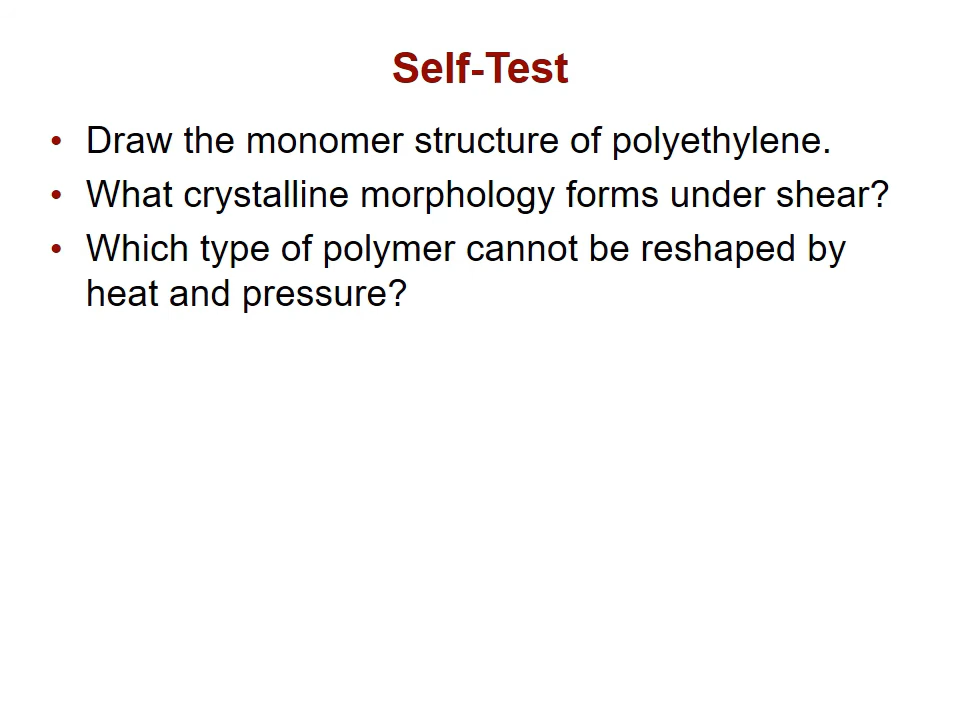 Self-Test
• Draw the monomer structure of polyethylene.
• What crystalline morphology forms under shear?
• Which type of polymer cannot be reshaped by
heat and pressure?